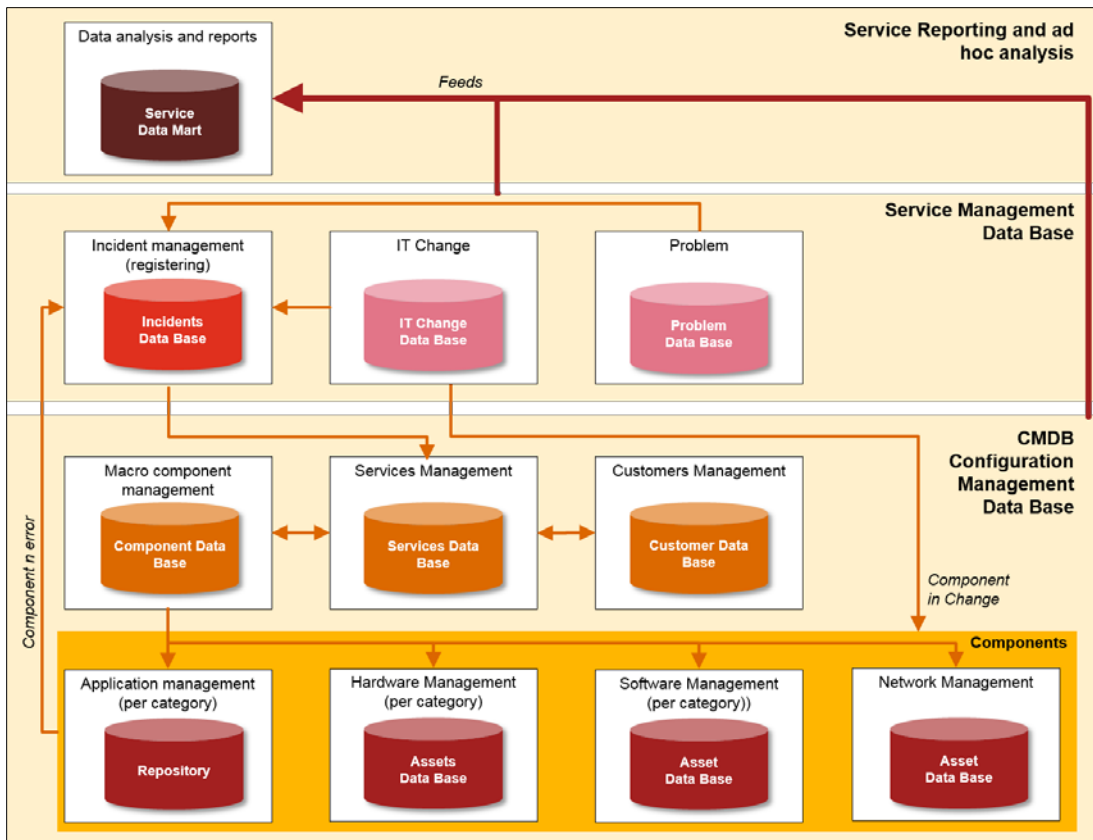 Data analysis and reports
Service
Data Mart
Feeds
Service Reporting and ad
hoc analysis
Service Management
Data Base
Incident management
(registering)
Incidents
Data Base
IT Change
IT Change
Data Base
Problem
Problem
Data Base
CMDB
Configuration
Management
Data Base
Macro component
management
Component Data
Base
Services Management
Services Data
Base
Customers Management
Customer Data
Base
Component n error
Component
in Change
Components
Application management
(per category)
Repository
Hardware Management
(per category)
Assets
Data Base
Software Management
(per category))
Asset
Data Base
Network Management
Asset
Data Base